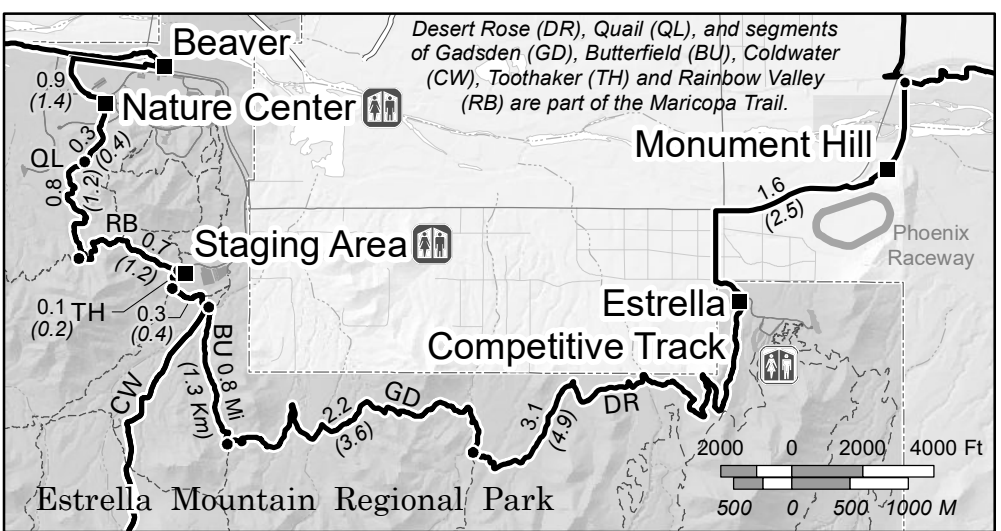 Desert Rose (DR), Quail (QL), and segments
of Gadsden (GD), Butterfield (BU), Coldwater
(CW), Toothaker (TH) and Rainbow Valley
(RB) are part of the Maricopa Trail.
Beaver
0.9
(1.4)
Nature Center
0.3
(0.4)
QL
0.8
(1.2)
Monument Hill
1.6
(2.5)
Phoenix
Raceway
RB
0.7
(1.2)
Staging Area
0.1
(0.2)
TH
0.3
(0.4)
Estrella
Competitive Track
BU 0.8 Mi
(1.3 Km)
CW
GD
2.2
(3.6)
3.1
(4.9)
DR
2000 0 2000 4000 Ft
500 0 500 1000 M
Estrella Mountain Regional Park